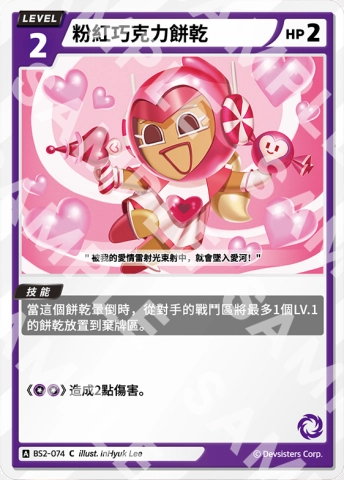 LEVEL
2
粉紅巧克力餅乾
HP 2
" 被我的愛情雷射光束射中，就會墜入愛河！"
技能
當這個餅乾暈倒時，從對手的戰鬥區將最多1個LV.1
的餅乾放置到棄牌區。
《》造成2點傷害。
A BS2-074 C illust. InHyuk Lee
© Devsisters Corp.
SAMPLE